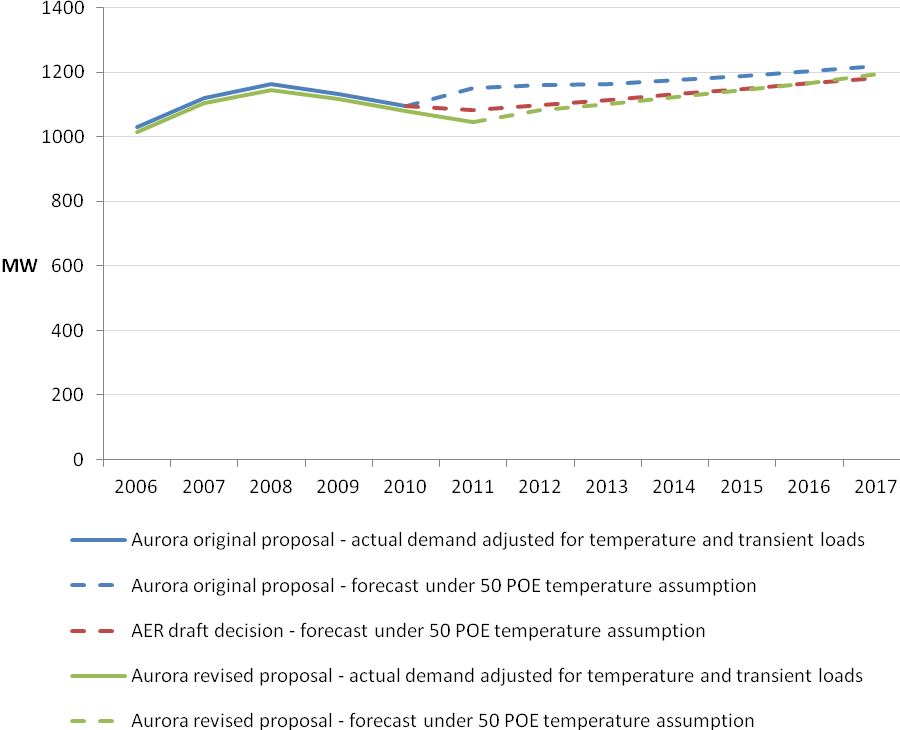 1400
1200
1000
800
MW
600
400
200
0
2006 2007 2008 2009 2010 2011 2012 2013 2014 2015 2016 2017
Aurora original proposal - actual demand adjusted for temperature and transient loads
Aurora original proposal - forecast under 50 POE temperature assumption
AER draft decision - forecast under 50 POE temperature assumption
Aurora revised proposal - actual demand adjusted for temperature and transient loads
Aurora revised proposal - forecast under 50 POE temperature assumption